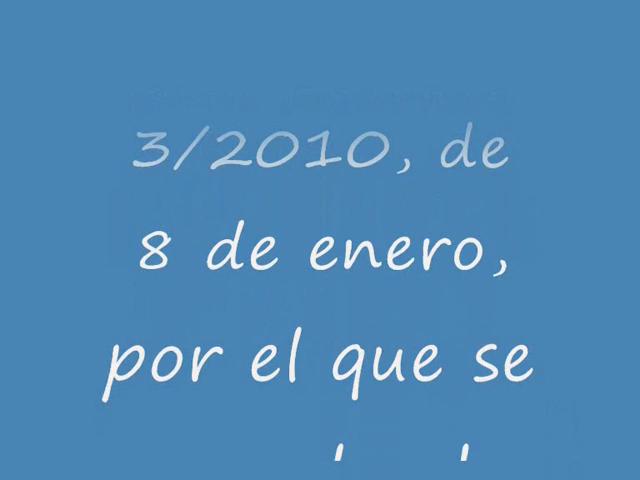 3/2010, de
8 de enero,
por el que se